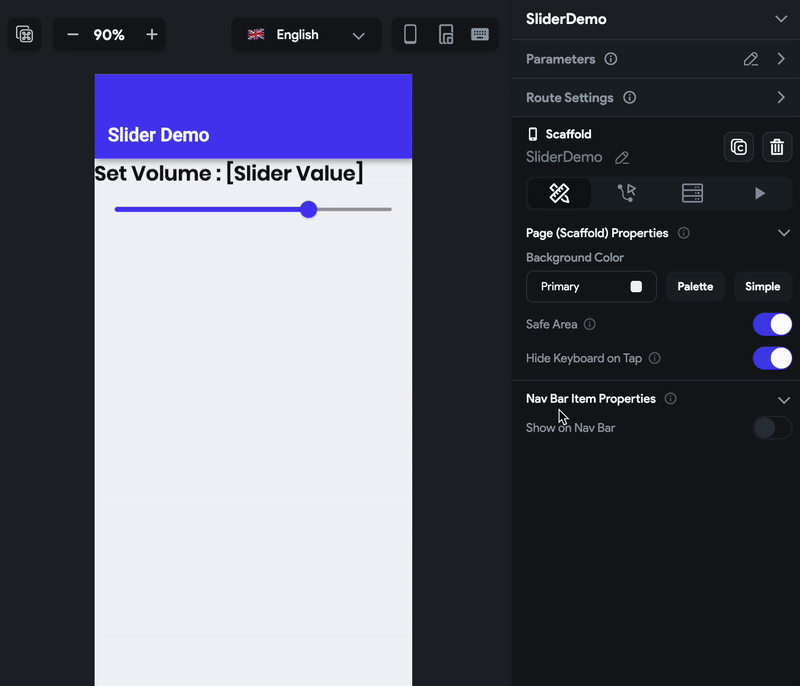 90%
English
SliderDemo
Parameters
Route Settings
Slider Demo
Set Volume : [Slider Value]
Scaffold
SliderDemo
Page (Scaffold) Properties
Background Color
Primary
Palette
Simple
Safe Area
Hide Keyboard on Tap
Nav Bar Item Properties
Show on Nav Bar